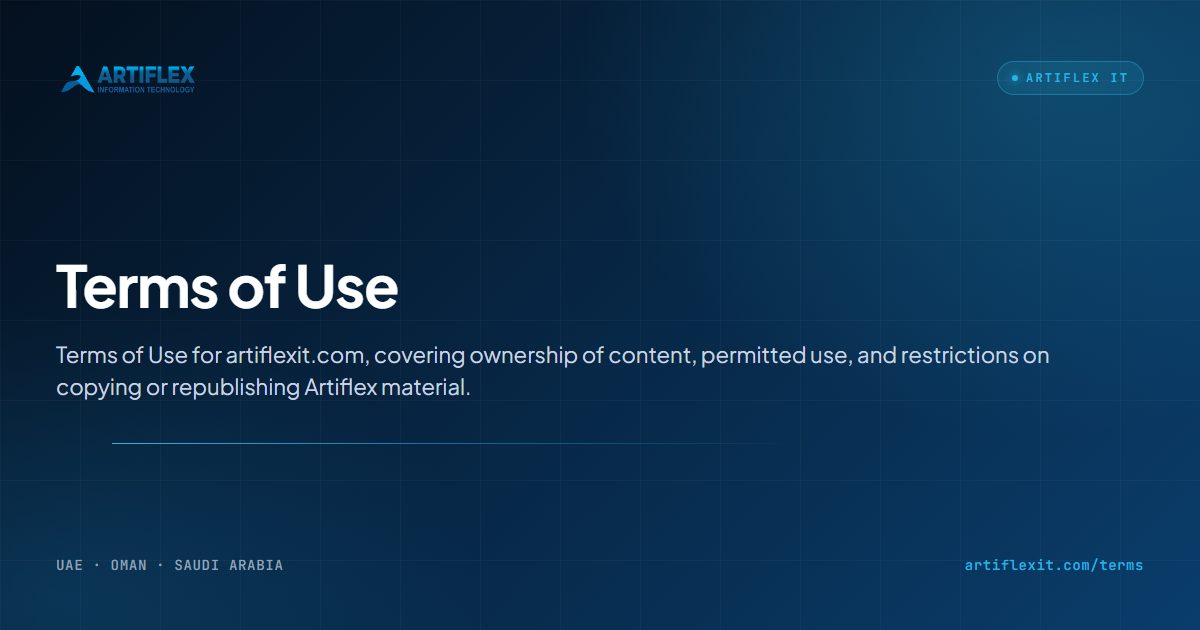 ARTIFLEX
INFORMATION TECHNOLOGY
ARTIFLEX IT
Terms of Use
Terms of Use for artiflexit.com, covering ownership of content, permitted use, and restrictions on
copying or republishing Artiflex material.
UAE · OMAN · SAUDI ARABIA
artiflexit.com/terms